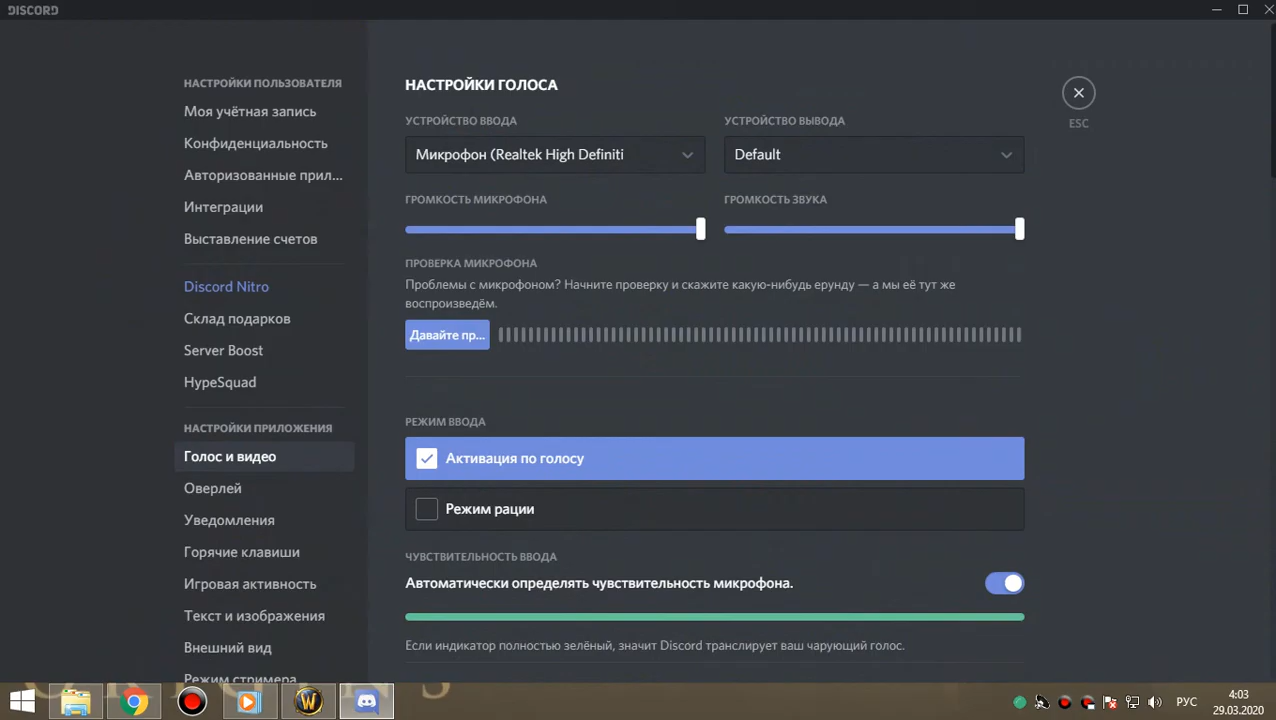 DISCORD
НАСТРОЙКИ ПОЛЬЗОВАТЕЛЯ
Моя учётная запись
Конфиденциальность
Авторизованные прил...
Интеграции
Выставление счетов
Discord Nitro
Склад подарков
Server Boost
HypeSquad
НАСТРОЙКИ ПРИЛОЖЕНИЯ
Голос и видео
Оверлей
Уведомления
Горячие клавиши
Игровая активность
Текст и изображения
Внешний вид
Режим стримера
НАСТРОЙКИ ГОЛОСА
УСТРОЙСТВО ВВОДА
Микрофон (Realtek High Definiti
УСТРОЙСТВО ВЫВОДА
Default
ГРОМКОСТЬ МИКРОФОНА
ГРОМКОСТЬ ЗВУКА
ПРОВЕРКА МИКРОФОНА
Проблемы с микрофоном? Начните проверку и скажите какую-нибудь ерунду — а мы её тут же
воспроизведём.
Давайте пр...
РЕЖИМ ВВОДА
Активация по голосу
Режим рации
ЧУВСТВИТЕЛЬНОСТЬ ВВОДА
Автоматически определять чувствительность микрофона.
Если индикатор полностью зелёный, значит Discord транслирует ваш чарующий голос.
ESC
РУС
4:03
29.03.2020